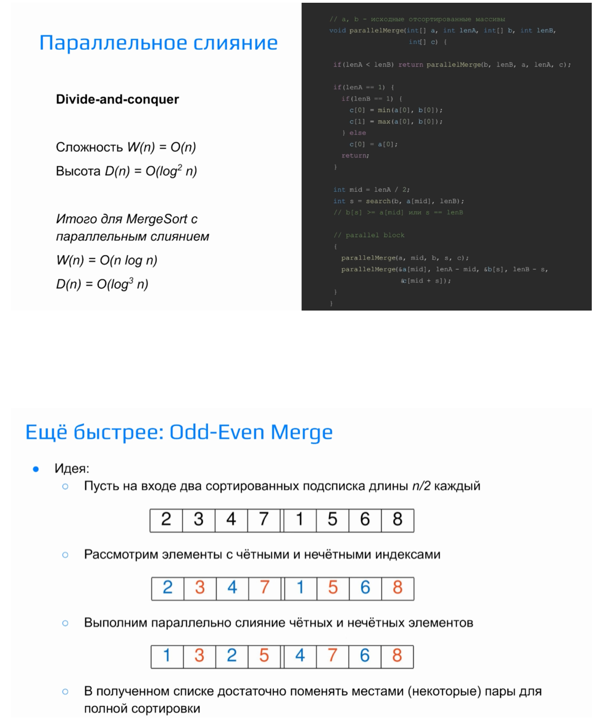 Параллельное слияние
Divide-and-conquer
Сложность W(n) = O(n)
Высота D(n) = O(log² n)
Итого для MergeSort с
параллельным слиянием
W(n) = O(n log n)
D(n) = O(log³ n)
// a, b - исходные отсортированные массивы
void parallelMerge(int[] a, int lenA, int[] b, int lenB,
int[] c) {
if(lenA < lenB) return parallelMerge(b, lenB, a, lenA, c);
if(lenA == 1) {
if(lenB == 1) {
c[0] = min(a[0], b[0]);
c[1] = max(a[0], b[0]);
} else
c[0] = a[0];
return;
}
int mid = lenA / 2;
int s = search(b, a[mid], lenB);
// b[s] >= a[mid] или s == lenB
// parallel block
{
parallelMerge(a, mid, b, s, c);
parallelMerge(&a[mid], lenA - mid, &b[s], lenB - s,
&c[mid + s]);
}
}
Ещё быстрее: Odd-Even Merge
● Идея:
○ Пусть на входе два сортированных подсписка длины n/2 каждый
2 3 4 7 1 5 6 8
○ Рассмотрим элементы с чётными и нечётными индексами
2 3 4 7 1 5 6 8
○ Выполним параллельно слияние чётных и нечётных элементов
1 3 2 5 4 7 6 8
○ В полученном списке достаточно поменять местами (некоторые) пары для
полной сортировки